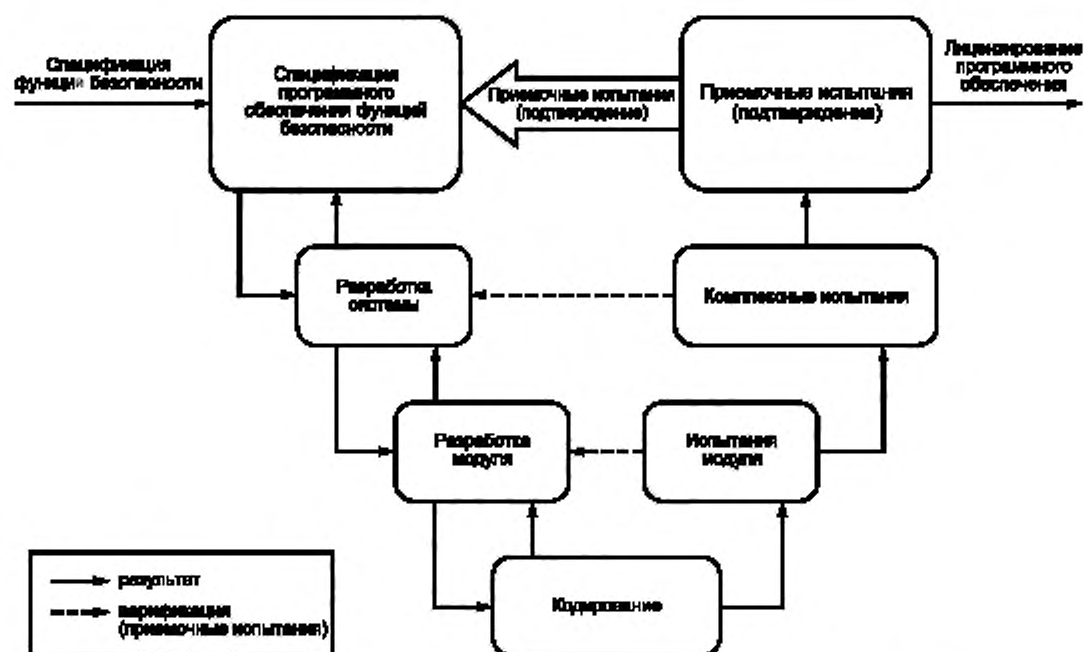 Спецификация
функций безопасности
Спецификация
программного
обеспечения функций
безопасности
Приемочные испытания
(подтверждение)
Приемочные испытания
(подтверждение)
Лицензирование
программного
обеспечения
Разработка
системы
Комплексные испытания
Разработка
модуля
Испытания
модуля
Кодирование
результат
верификация
(приемочные испытания)